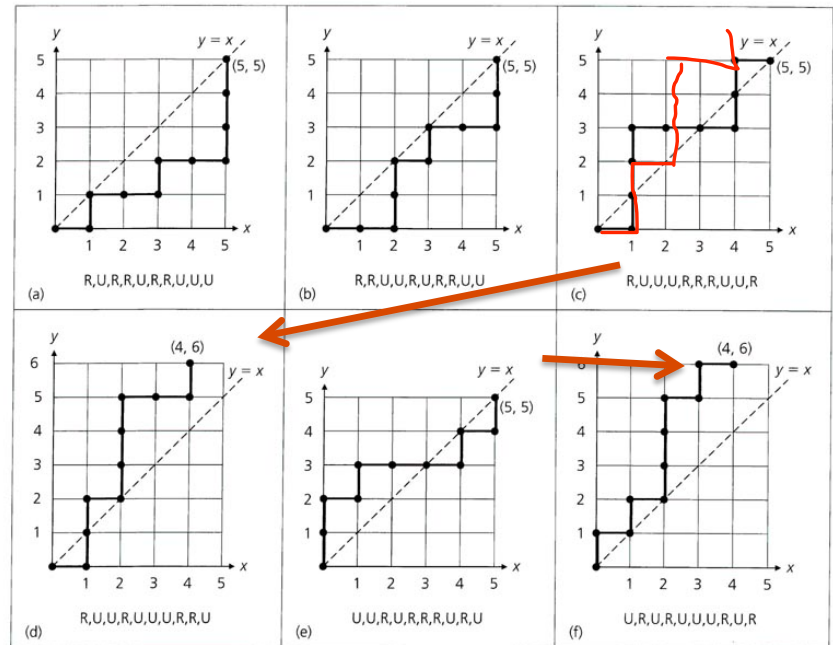 y
y = x
5
(5, 5)
4
3
2
1
x
1 2 3 4 5
(a)
R,U,R,R,U,R,R,U,U,U
y
y = x
5
(5, 5)
4
3
2
1
x
1 2 3 4 5
(b)
R,R,U,U,R,U,R,R,U,U
y
y = x
5
(5, 5)
4
3
2
1
x
1 2 3 4 5
(c)
R,U,U,U,R,R,R,U,U,R
y
(4, 6)
6
y = x
5
4
3
2
1
x
1 2 3 4 5
(d)
R,U,U,R,U,U,U,R,R,U
y
y = x
5
(5, 5)
4
3
2
1
x
1 2 3 4 5
(e)
U,U,R,U,R,R,R,U,R,U
y
(4, 6)
6
y = x
5
4
3
2
1
x
1 2 3 4 5
(f)
U,R,U,R,U,U,U,R,U,R